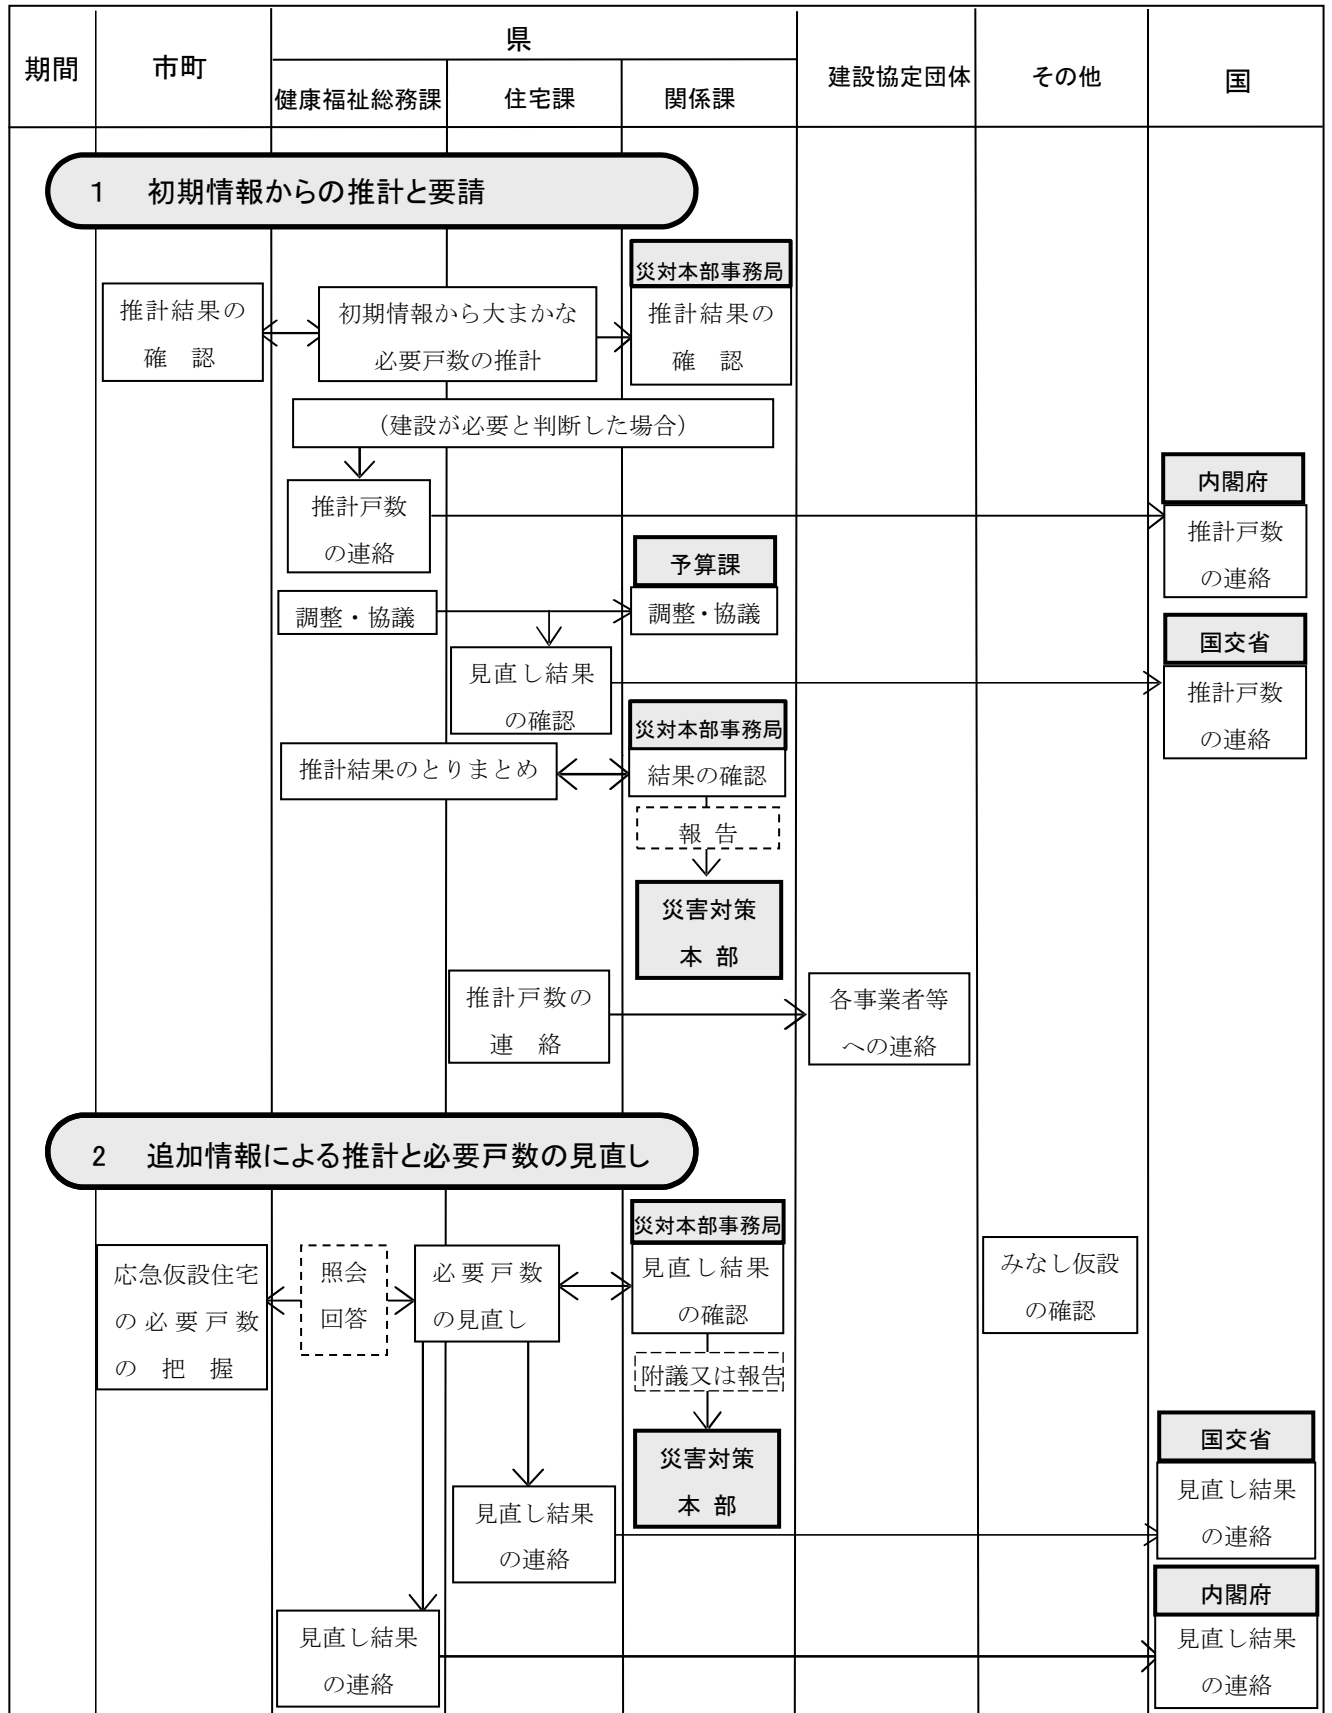 期間
市町
県
健康福祉総務課
住宅課
関係課
建設協定団体
その他
国
1 初期情報からの推計と要請
災対本部事務局
推計結果の
確 認
初期情報から大まかな
必要戸数の推計
推計結果の
確 認
（建設が必要と判断した場合）
推計戸数
の連絡
内閣府
推計戸数
の連絡
予算課
調整・協議
調整・協議
国交省
見直し結果
の確認
推計戸数
の連絡
災対本部事務局
推計結果のとりまとめ
結果の確認
報 告
災害対策
本 部
推計戸数の
連 絡
各事業者等
への連絡
2 追加情報による推計と必要戸数の見直し
災対本部事務局
応急仮設住宅
の必要戸数
の 把 握
照会
回答
必要戸数
の見直し
見直し結果
の確認
みなし仮設
の確認
附議又は報告
災害対策
本 部
国交省
見直し結果
の連絡
見直し結果
の連絡
内閣府
見直し結果
の連絡
見直し結果
の連絡